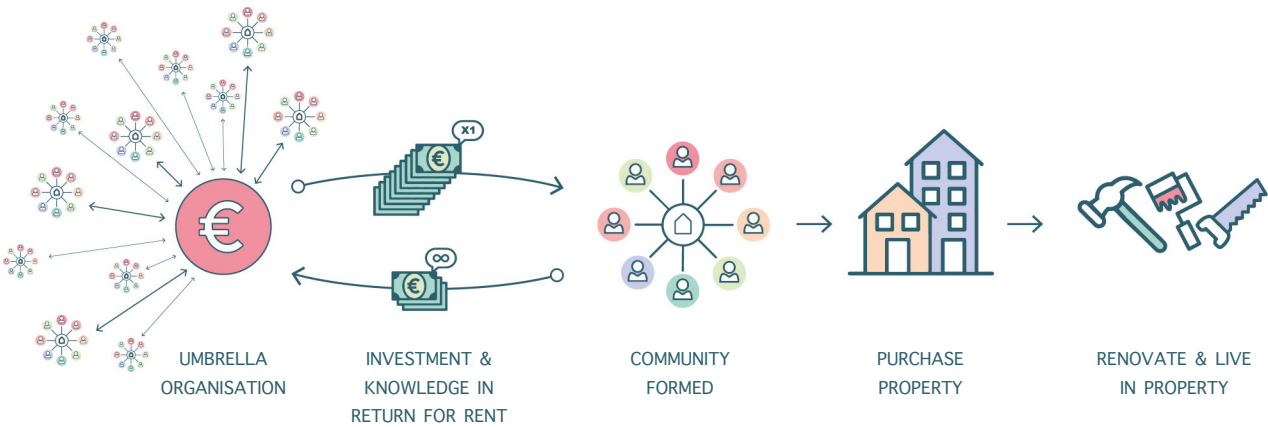 X1
€
€
∞
€
UMBRELLA
ORGANISATION
INVESTMENT &
KNOWLEDGE IN
RETURN FOR RENT
COMMUNITY
FORMED
PURCHASE
PROPERTY
RENOVATE & LIVE
IN PROPERTY